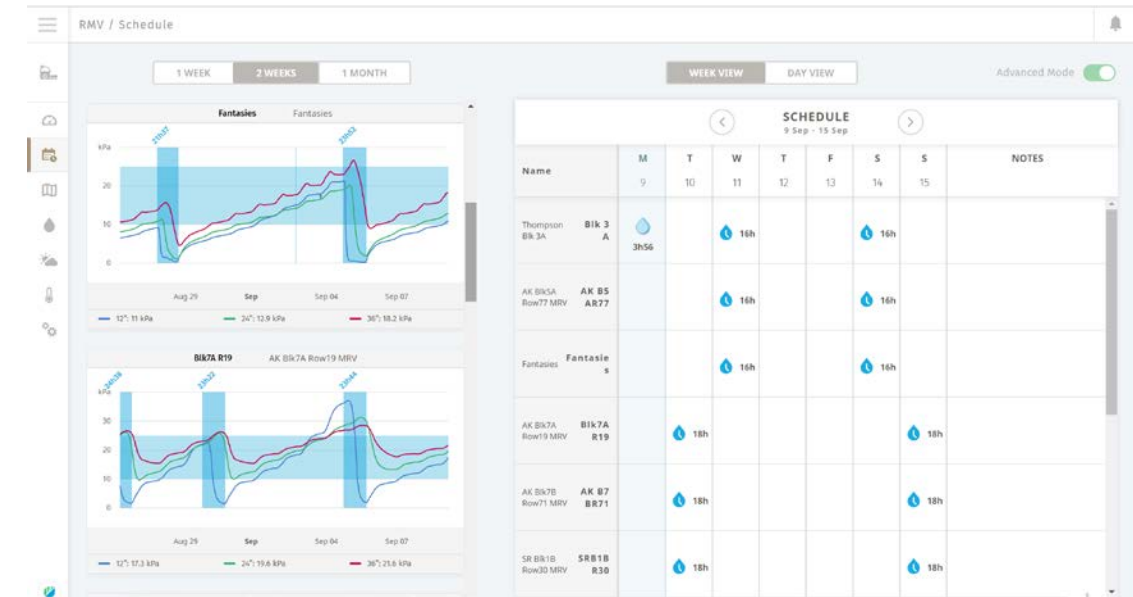 RMV / Schedule
1 WEEK 2 WEEKS 1 MONTH
WEEK VIEW DAY VIEW
Advanced Mode
Fantasies Fantasies
21h37 23h52
kPa
20
10
0
Aug 29 Sep Sep 04 Sep 07
12": 11 kPa 24": 12.9 kPa 36": 18.2 kPa
Blk7A R19 AK Blk7A Row19 MRV
24h38 23h22 23h44
kPa
30
20
10
0
Aug 29 Sep Sep 04 Sep 07
12": 17.3 kPa 24": 19.6 kPa 36": 21.6 kPa
SCHEDULE
9 Sep - 15 Sep
Name M T W T F S S NOTES
9 10 11 12 13 14 15
Thompson Blk 3
Blk 3A A
3h56 16h 16h
AK Blk5A AK B5
Row77 MRV AR77
16h 16h
Fantasies Fantasie
s
16h 16h
AK Blk7A Blk7A
Row19 MRV R19
18h 18h
AK Blk7B AK B7
Row71 MRV BR71
18h 18h
SR Blk1B SRB1B
Row30 MRV R30
18h 18h